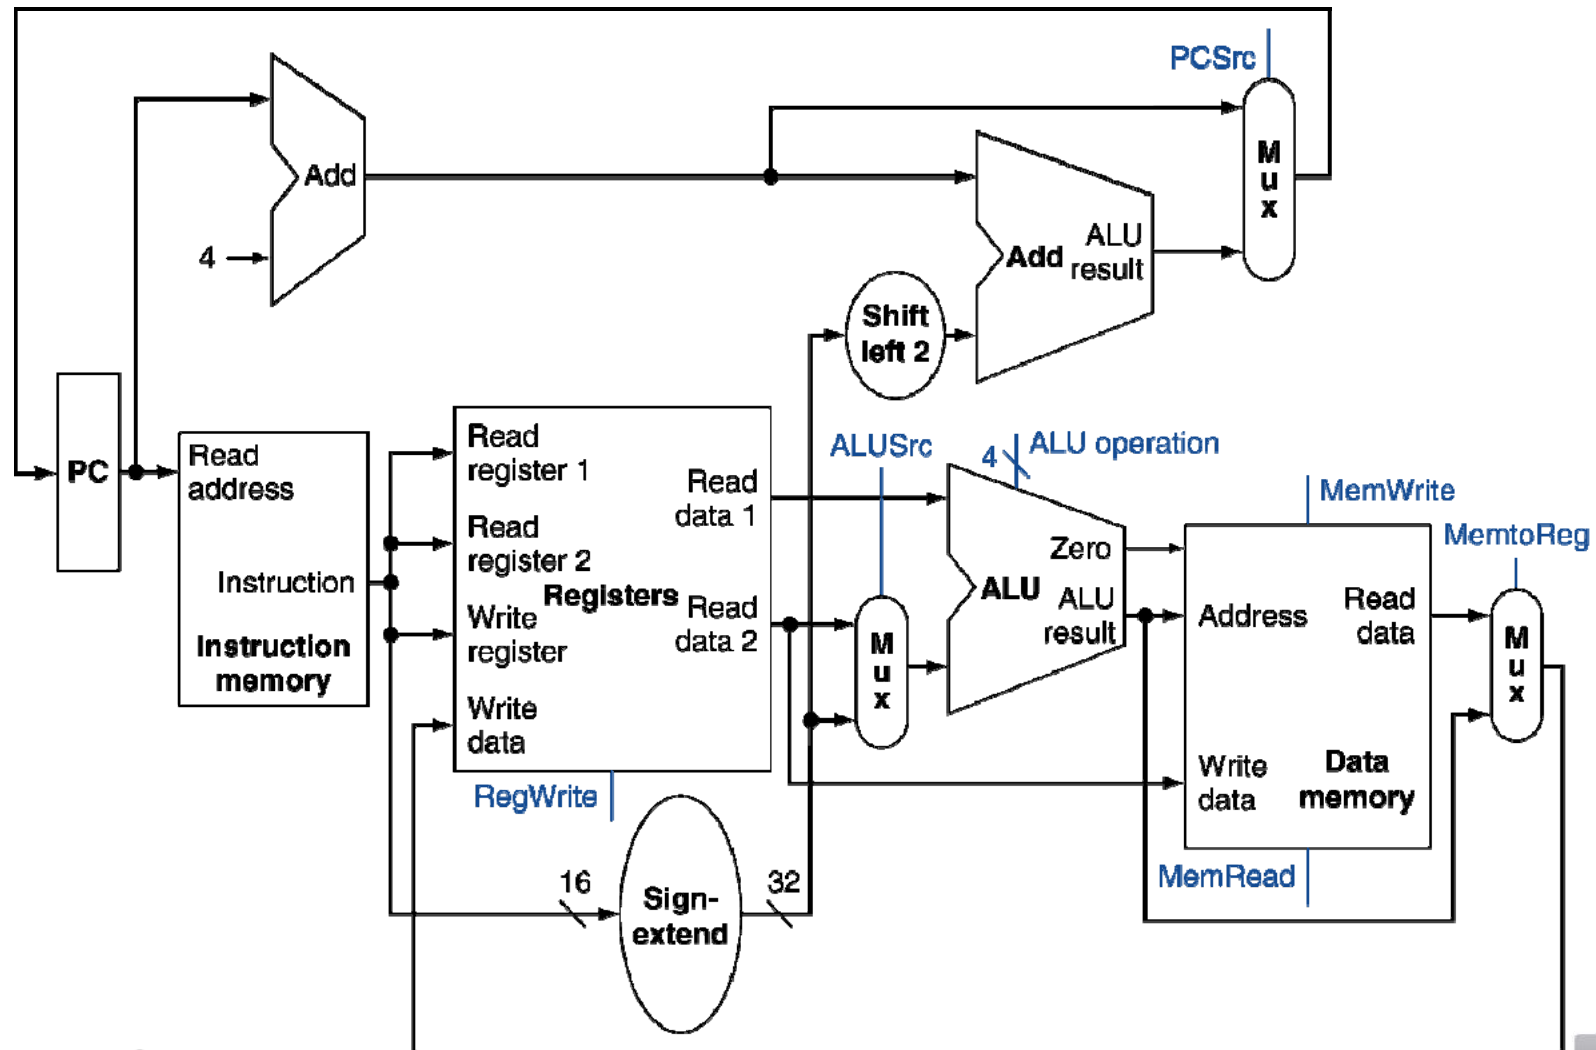 PCSrc
Add
4
M
u
x
Add
ALU
result
Shift
left 2
PC
Read
address
Instruction
Instruction
memory
Read
register 1
Read
register 2
Write
register
Write
data
Registers
Read
data 1
Read
data 2
RegWrite
16
Sign-
extend
32
ALUSrc
M
u
x
4
ALU operation
Zero
ALU
ALU
result
MemWrite
Address
Read
data
Write
data
Data
memory
MemRead
MemtoReg
M
u
x